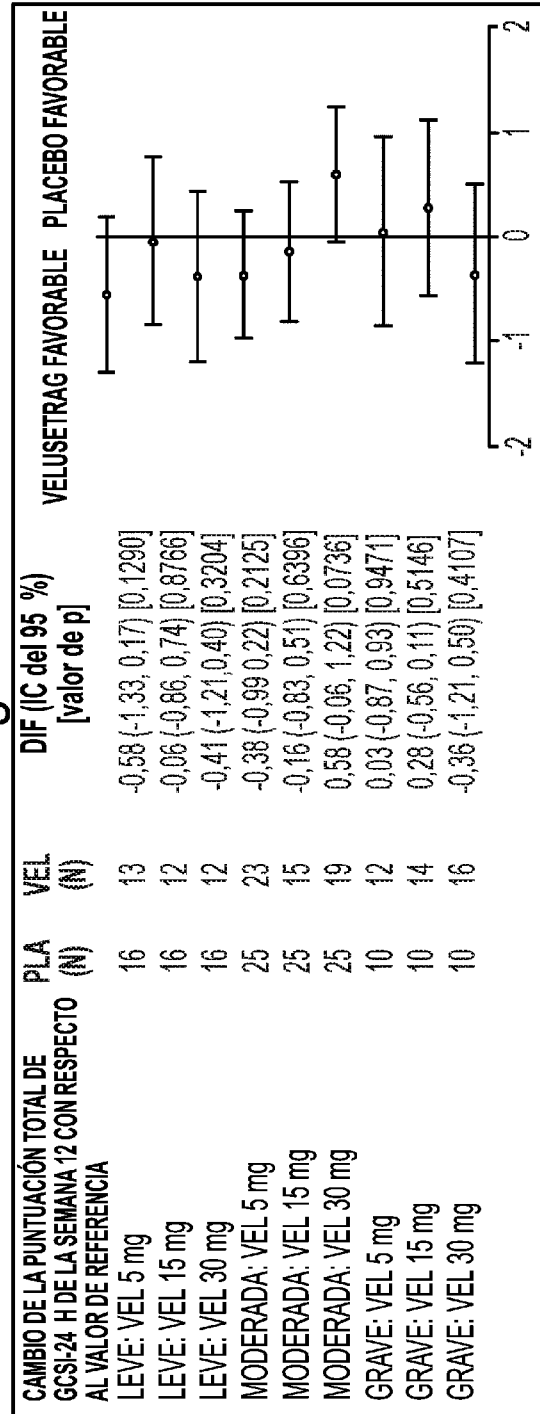 CAMBIO DE LA PUNTUACIÓN TOTAL DE
GCSI-24 H DE LA SEMANA 12 CON RESPECTO
AL VALOR DE REFERENCIA
PLA
(N)
VEL
(N)
DIF (IC del 95 %)
[valor de p]
VELUSETRAG FAVORABLE PLACEBO FAVORABLE
LEVE: VEL 5 mg 16 13 -0,58 (-1,33, 0,17) [0,1290]
LEVE: VEL 15 mg 16 12 -0,06 (-0,86, 0,74) [0,8766]
LEVE: VEL 30 mg 16 12 -0,41 (-1,21,0,40) [0,3204]
MODERADA: VEL 5 mg 25 23 -0,38 (-0,99 0,22) [0,2125]
MODERADA: VEL 15 mg 25 15 -0,16 (-0,83, 0,51) [0,6396]
MODERADA: VEL 30 mg 25 19 0,58 (-0,06, 1,22) [0,0736]
GRAVE: VEL 5 mg 10 12 0,03 (-0,87, 0,93) [0,9471]
GRAVE: VEL 15 mg 10 14 0,28 (-0,56, 0,11) [0,5146]
GRAVE: VEL 30 mg 10 16 -0,36 (-1,21, 0,50) [0,4107]
-2 -1 0 1 2